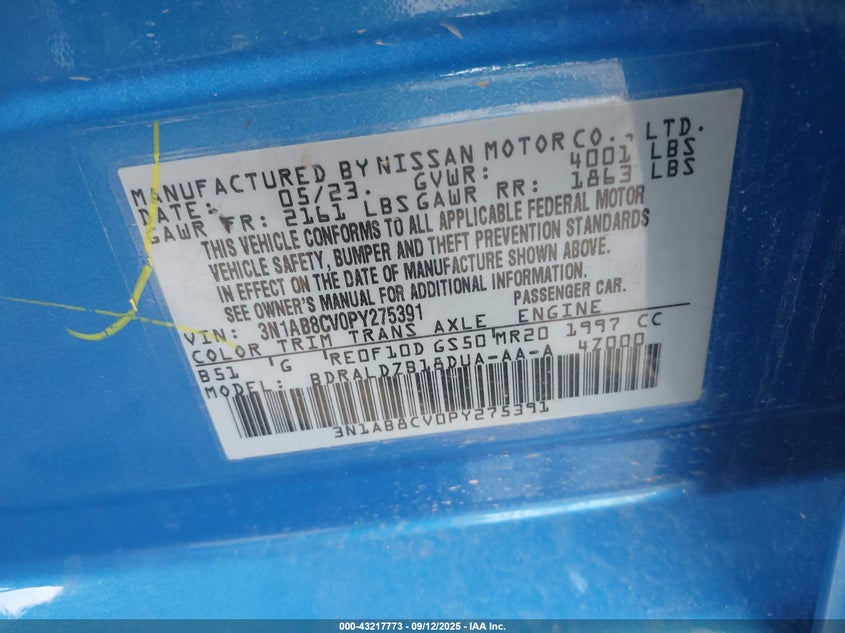 MANUFACTURED BY NISSAN MOTOR CO., LTD.
DATE: 05/23. GVWR: 4001 LBS
GAWR FR: 2161 LBS GAWR RR: 1863 LBS
THIS VEHICLE CONFORMS TO ALL APPLICABLE FEDERAL MOTOR
VEHICLE SAFETY, BUMPER AND THEFT PREVENTION STANDARDS
IN EFFECT ON THE DATE OF MANUFACTURE SHOWN ABOVE.
SEE OWNER'S MANUAL FOR ADDITIONAL INFORMATION.
VIN: 3N1AB8CV0PY275391 PASSENGER CAR.
COLOR TRIM TRANS AXLE ENGINE
B51 G RE0F10D GS50 MR20 1997 CC
MODEL: BDRALDZB18DUA-AA-A 4Z000
3N1AB8CV0PY275391
000-43217773 - 09/12/2025 - IAA Inc.